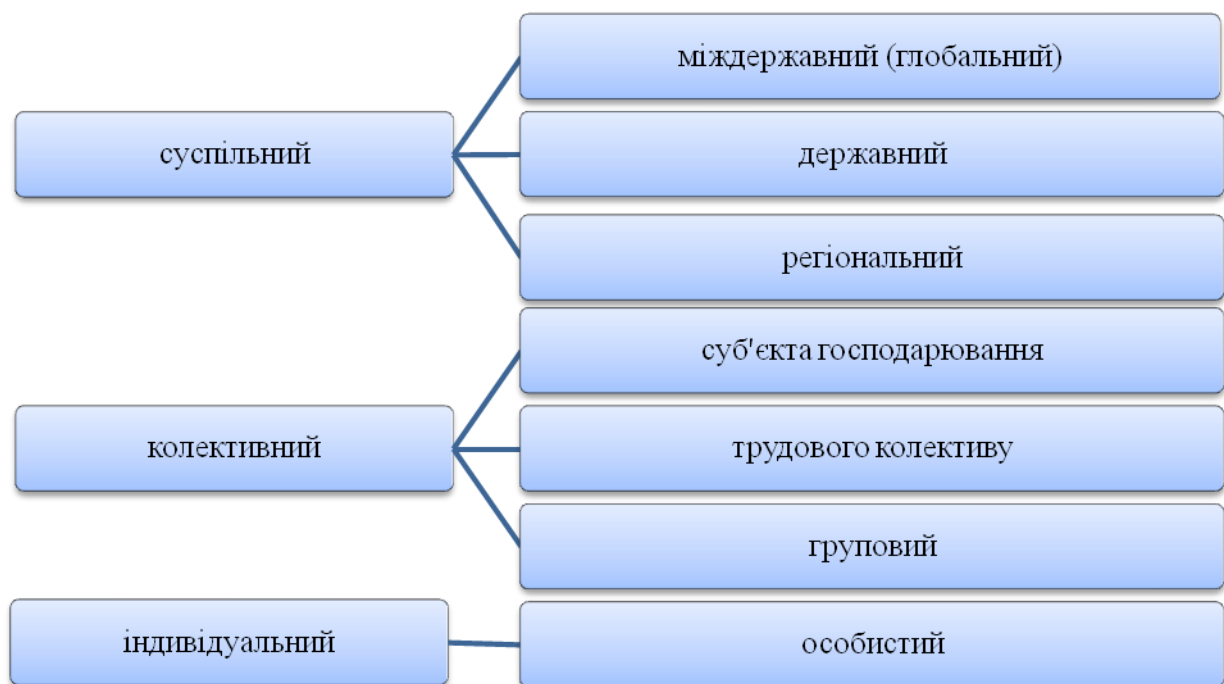 суспільний
міждержавний (глобальний)
державний
регіональний
колективний
суб'єкта господарювання
трудового колективу
груповий
індивідуальний
особистий